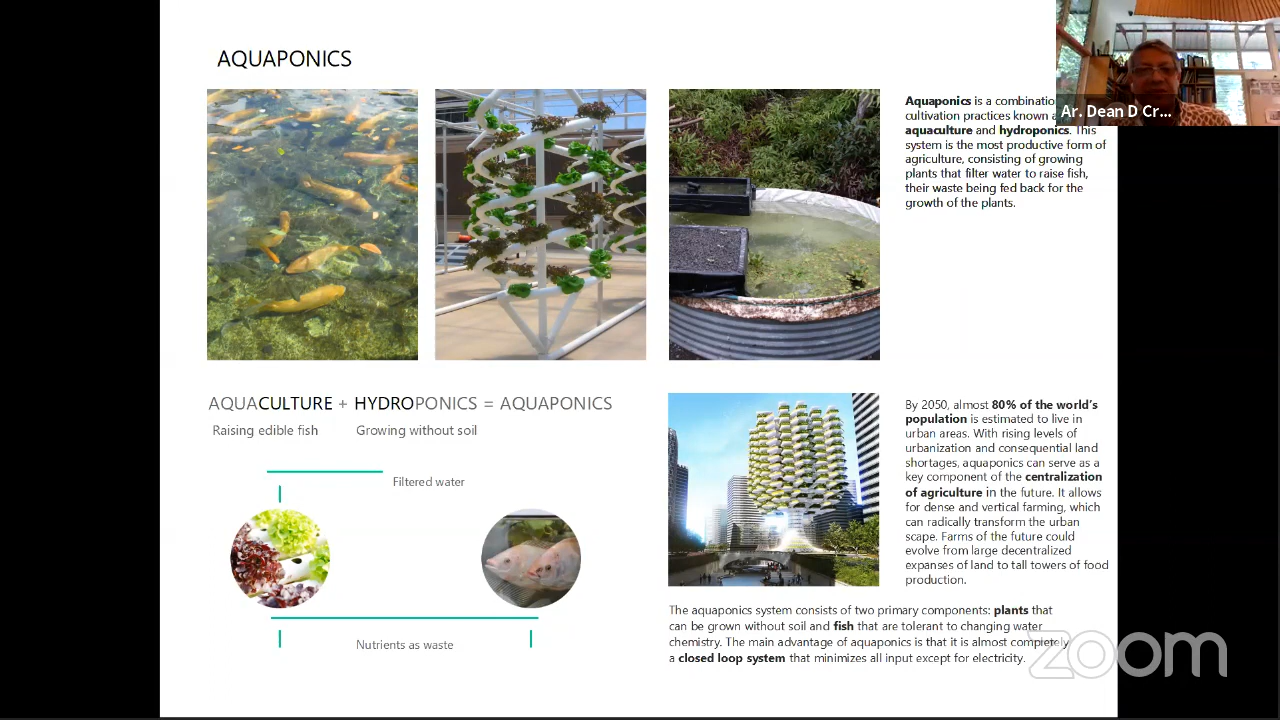 AQUAPONICS
Ar. Dean D Cr...
Aquaponics is a combinatio
cultivation practices known
aquaculture and hydroponics. This
system is the most productive form of
agriculture, consisting of growing
plants that filter water to raise fish,
their waste being fed back for the
growth of the plants.
AQUACULTURE + HYDROPONICS = AQUAPONICS
Raising edible fish
Growing without soil
Filtered water
Nutrients as waste
By 2050, almost 80% of the world's
population is estimated to live in
urban areas. With rising levels of
urbanization and consequential land
shortages, aquaponics can serve as a
key component of the centralization
of agriculture in the future. It allows
for dense and vertical farming, which
can radically transform the urban
scape. Farms of the future could
evolve from large decentralized
expanses of land to tall towers of food
production.
The aquaponics system consists of two primary components: plants that
can be grown without soil and fish that are tolerant to changing water
chemistry. The main advantage of aquaponics is that it is almost completely
a closed loop system that minimizes all input except for electricity.
zoom